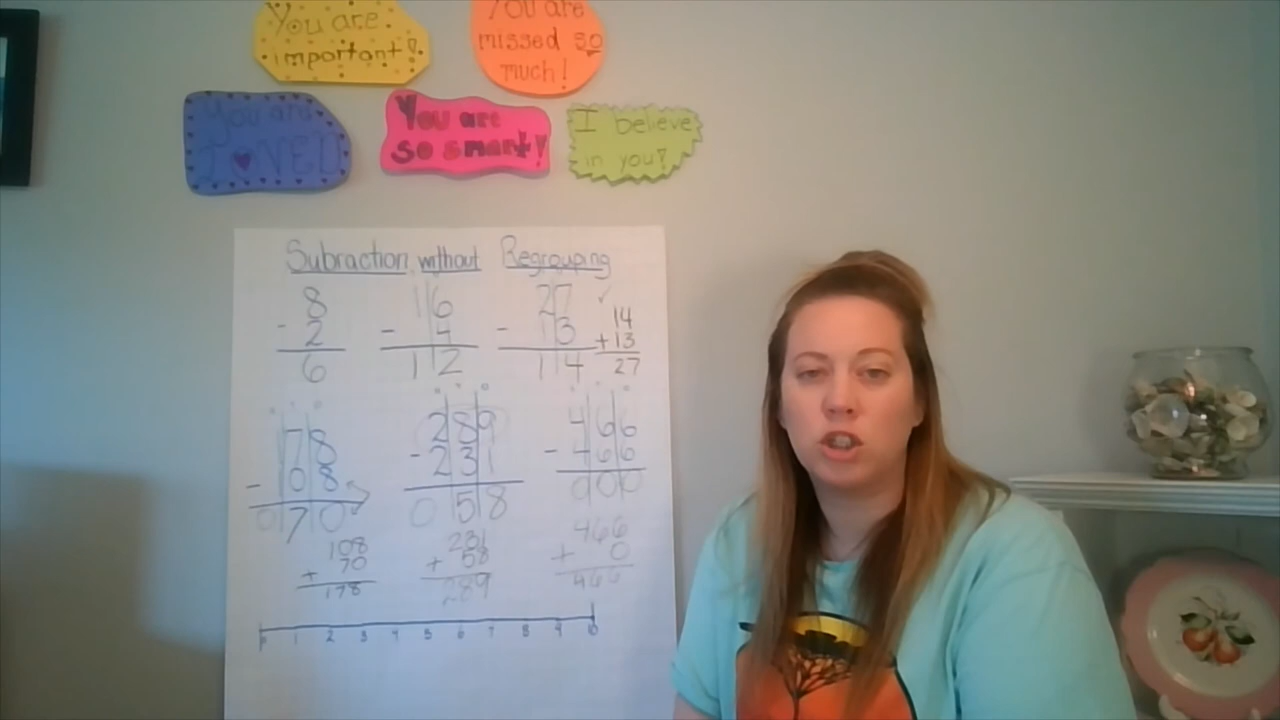 You are
important!
You are
missed so
much!
You are
LOVED
You are
so smart!
I believe
in you!
Subraction without Regrouping
8
- 2
6
16
- 4
12
27
- 13
14
14
+ 13
27
178
- 108
070
289
- 231
058
466
- 466
000
108
+ 70
178
231
+ 58
289
466
+ 0
466
1 2 3 4 5 6 7 8 9 10